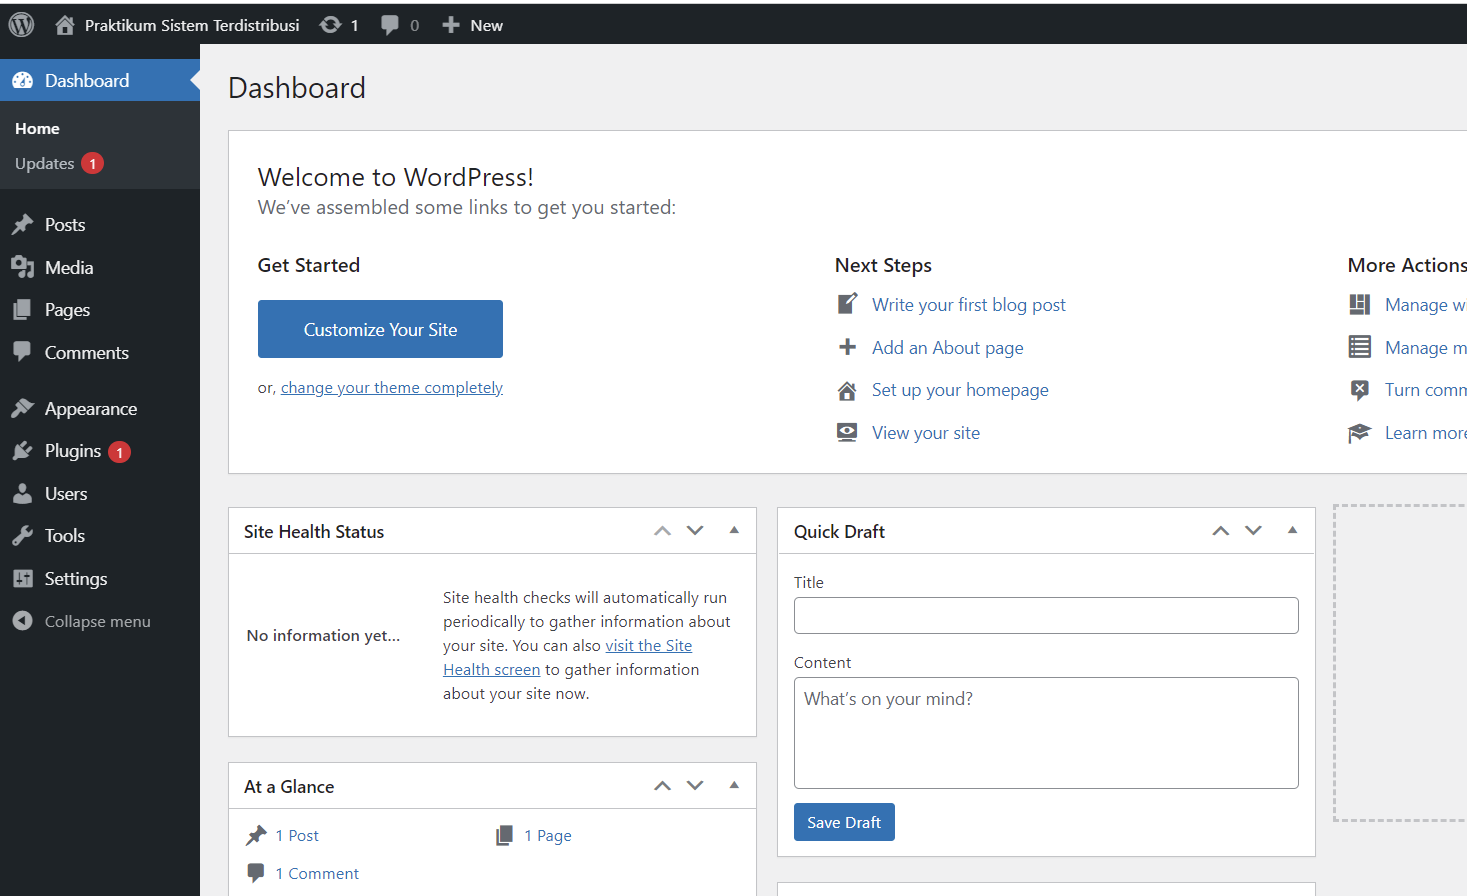 Praktikum Sistem Terdistribusi 1 0 New
Dashboard
Home
Updates 1
Posts
Media
Pages
Comments
Appearance
Plugins 1
Users
Tools
Settings
Collapse menu
Dashboard
Welcome to WordPress!
We've assembled some links to get you started:
Get Started
Customize Your Site
or, change your theme completely
Next Steps
Write your first blog post
Add an About page
Set up your homepage
View your site
More Actions
Manage
Manage
Turn
Learn more
Site Health Status
No information yet...
Site health checks will automatically run
periodically to gather information about
your site. You can also visit the Site
Health screen to gather information
about your site now.
At a Glance
1 Post
1 Page
1 Comment
Quick Draft
Title
Content
What's on your mind?
Save Draft